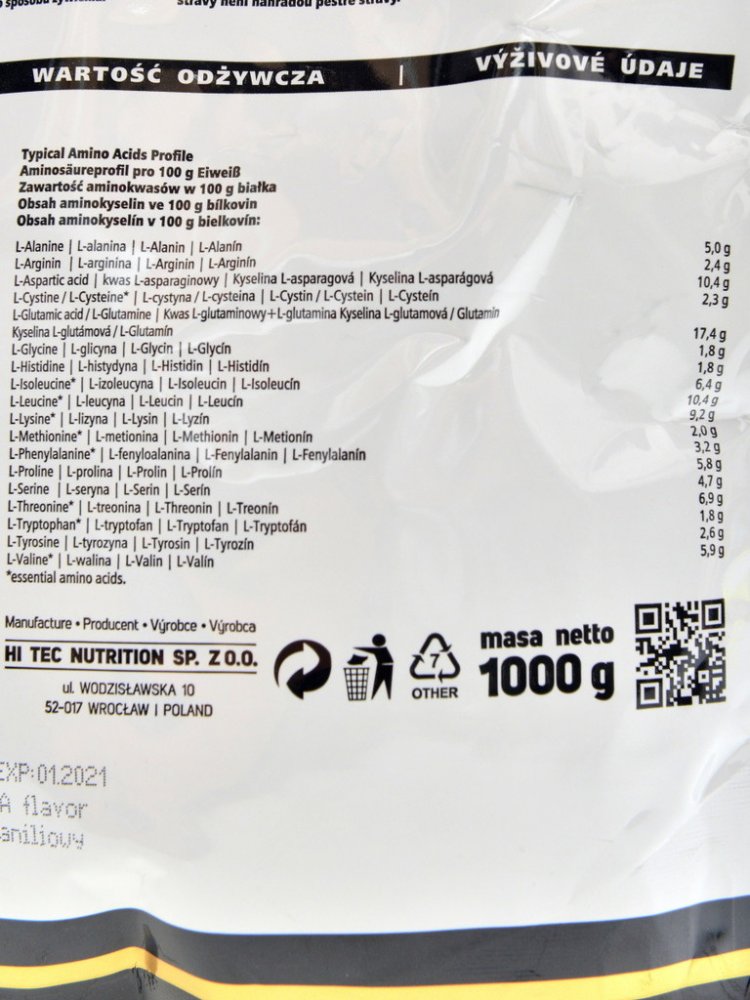 stravy není náhradou pestré stravy.
WARTOŚĆ ODŻYWCZA | VÝŽIVOVÉ ÚDAJE
Typical Amino Acids Profile
Aminosäureprofil pro 100 g Eiweiß
Zawartość aminokwasów w 100 g białka
Obsah aminokyselin ve 100 g bílkovin
Obsah aminokyselín v 100 g bielkovín:
L-Alanine | L-alanina | L-Alanin | L-Alanín 5,0 g
L-Arginin | L-arginina | L-Arginin | L-Arginín 2,4 g
L-Aspartic acid | kwas L-asparaginowy | Kyselina L-asparagová | Kyselina L-asparágová 10,4 g
L-Cystine / L-Cysteine* | L-cystyna / L-cysteina | L-Cystin / L-Cystein | L-Cysteín 2,3 g
L-Glutamic acid / L-Glutamine | Kwas L-glutaminowy+L-glutamina Kyselina L-glutamová / Glutamin
Kyselina L-glutámová / L-Glutamín 17,4 g
L-Glycine | L-glicyna | L-Glycin | L-Glycín 1,8 g
L-Histidine | L-histydyna | L-Histidin | L-Histidín 1,8 g
L-Isoleucine* | L-izoleucyna | L-Isoleucin | L-Isoleucín 6,4 g
L-Leucine* | L-leucyna | L-Leucin | L-Leucín 10,4 g
L-Lysine* | L-lizyna | L-Lysin | L-Lyzín 9,2 g
L-Methionine* | L-metionina | L-Methionin | L-Metionín 2,0 g
L-Phenylalanine* | L-fenyloalanina | L-Fenylalanin | L-Fenylalanín 3,2 g
L-Proline | L-prolina | L-Prolin | L-Prolín 5,8 g
L-Serine | L-seryna | L-Serin | L-Serín 4,7 g
L-Threonine* | L-treonina | L-Threonin | L-Treonín 6,9 g
L-Tryptophan* | L-tryptofan | L-Tryptofan | L-Tryptofán 1,8 g
L-Tyrosine | L-tyrozyna | L-Tyrosin | L-Tyrozín 2,6 g
L-Valine* | L-walina | L-Valin | L-Valín 5,9 g
*essential amino acids.
Manufacture • Producent • Výrobce • Výrobca
HI TEC NUTRITION SP. Z O.O.
ul. WODZISŁAWSKA 10
52-017 WROCŁAW | POLAND
7
OTHER
masa netto
1000 g
EXP:01.2021
A flavor
aniliowy